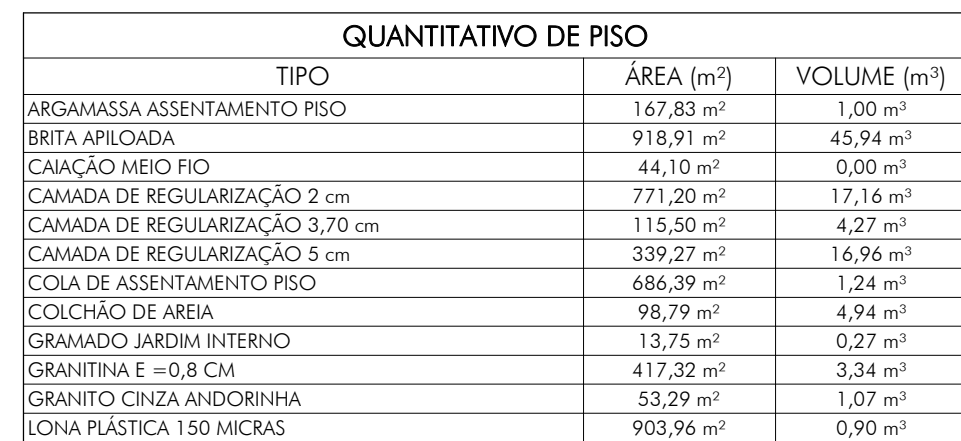 QUANTITATIVO DE PISO
TIPO ÁREA (m²) VOLUME (m³)
ARGAMASSA ASSENTAMENTO PISO 167,83 m² 1,00 m³
BRITA APILOADA 918,91 m² 45,94 m³
CAIAÇÃO MEIO FIO 44,10 m² 0,00 m³
CAMADA DE REGULARIZAÇÃO 2 cm 771,20 m² 17,16 m³
CAMADA DE REGULARIZAÇÃO 3,70 cm 115,50 m² 4,27 m³
CAMADA DE REGULARIZAÇÃO 5 cm 339,27 m² 16,96 m³
COLA DE ASSENTAMENTO PISO 686,39 m² 1,24 m³
COLCHÃO DE AREIA 98,79 m² 4,94 m³
GRAMADO JARDIM INTERNO 13,75 m² 0,27 m³
GRANITINA E =0,8 CM 417,32 m² 3,34 m³
GRANITO CINZA ANDORINHA 53,29 m² 1,07 m³
LONA PLÁSTICA 150 MICRAS 903,96 m² 0,90 m³